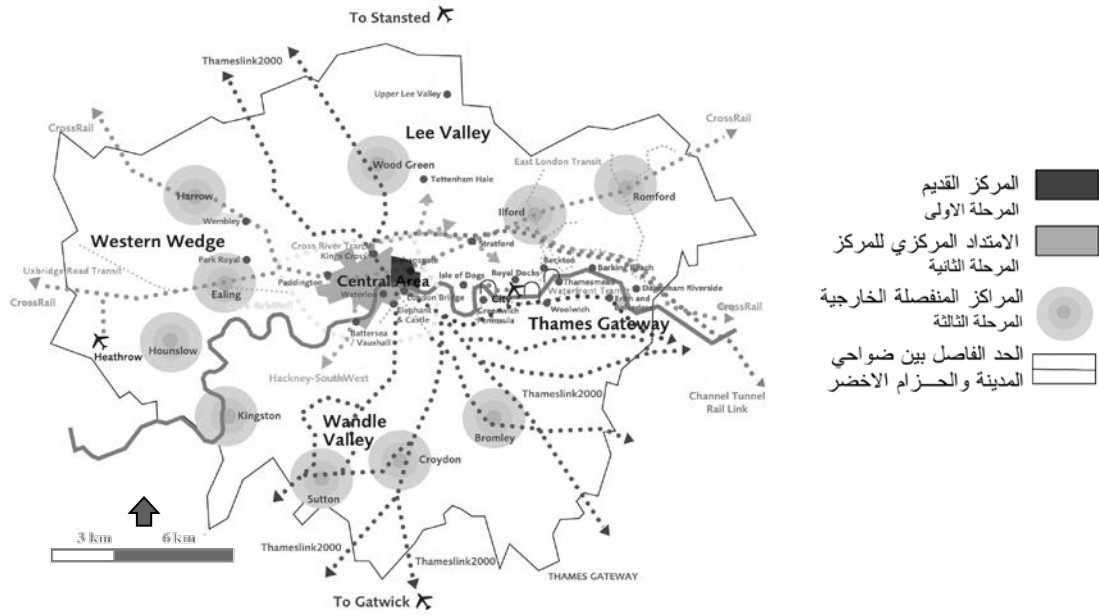 To Stansted
Thameslink2000
Upper Lee Valley
CrossRail
Lee Valley
CrossRail
Wood Green
East London Transit
Tottenham Hale
Romford
Harrow
Ilford
Wembley
Cross River Transit
Kings Cross
Stratford
Western Wedge
Park Royal
Uxbridge Road Transit
Central Area
Isle of Dogs
Royal Docks
Beckton
Barking Reach
Paddington
Thamesmead
Dagenham Riverside
CrossRail
Ealing
Waterloo
London Bridge
City
Waterfront Transit
Elephant
& Castle
Greenwich
Peninsula
Woolwich
CrossRail
Battersea
/ Vauxhall
Thames Gateway
Hounslow
Heathrow
Hackney-SouthWest
Channel Tunnel
Rail Link
Thameslink2000
Kingston
Wandle
Valley
Bromley
Croydon
Sutton
3 km
6 km
Thameslink2000
Thameslink2000
THAMES GATEWAY
To Gatwick
المركز القديم
المرحلة الاولى
الامتداد المركزي للمركز
المرحلة الثانية
المراكز المنفصلة الخارجية
المرحلة الثالثة
الحد الفاصل بين ضواحي
المدينة والحـــزام الاخضر